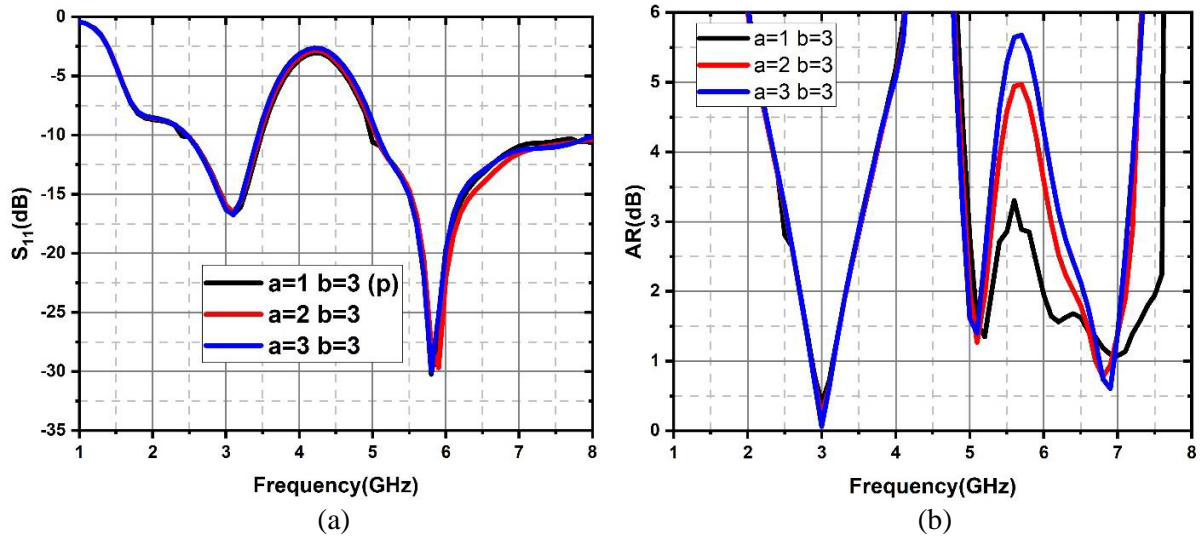 0
-5
-10
-15
-20
-25
-30
-35
S11(dB)
a=1 b=3 (p)
a=2 b=3
a=3 b=3
1 2 3 4 5 6 7 8
Frequency(GHz)
(a)
6
5
4
3
2
1
0
AR(dB)
a=1 b=3
a=2 b=3
a=3 b=3
1 2 3 4 5 6 7 8
Frequency(GHz)
(b)